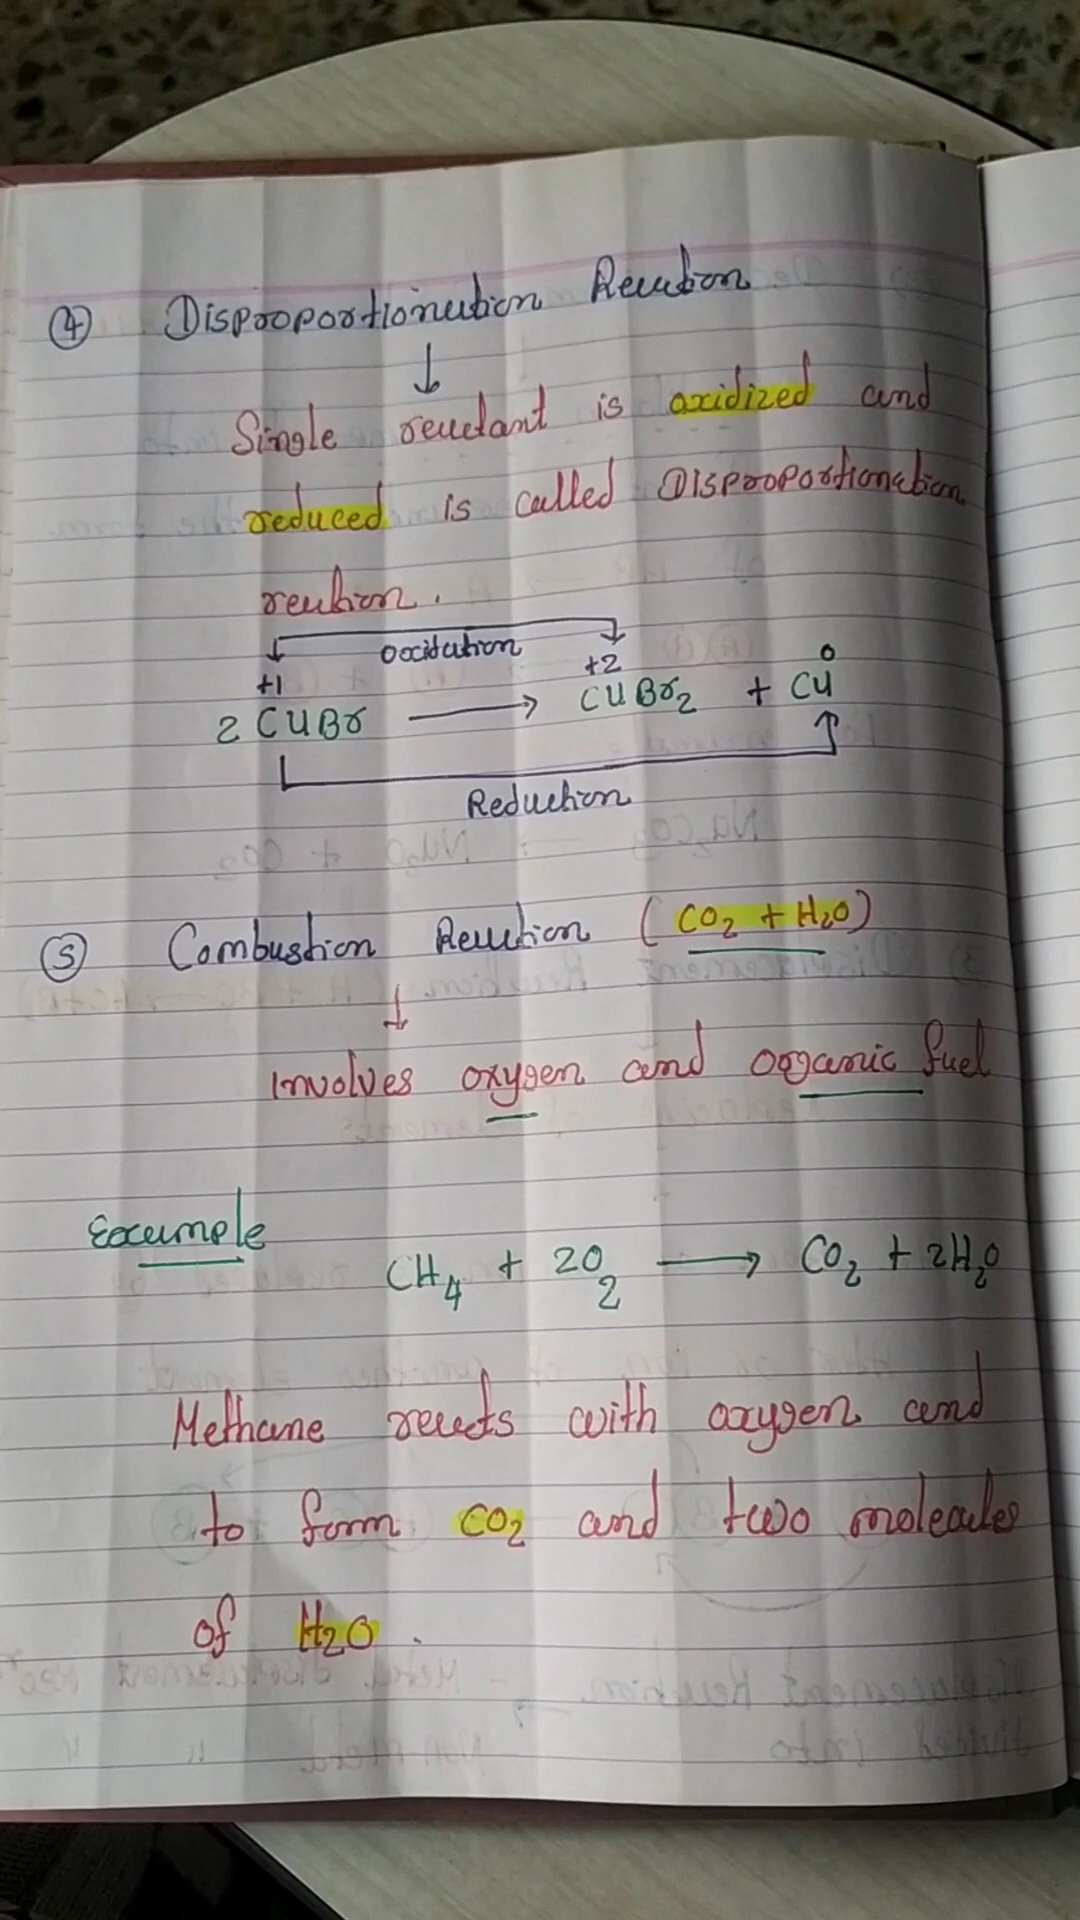 ④ Disproportionation Reaction
↓
Single reactant is oxidized and
reduced is called Disproportionation
reaction.
oxidation
+1 +2 0
2 CuBr ⟶ CuBr₂ + Cu
Reduction
⑤ Combustion Reaction (CO₂ + H₂O)
↓
Involves oxygen and organic fuel
Example
CH₄ + 2O₂ ⟶ CO₂ + 2H₂O
Methane reacts with oxygen and
to form CO₂ and two molecules
of H₂O.